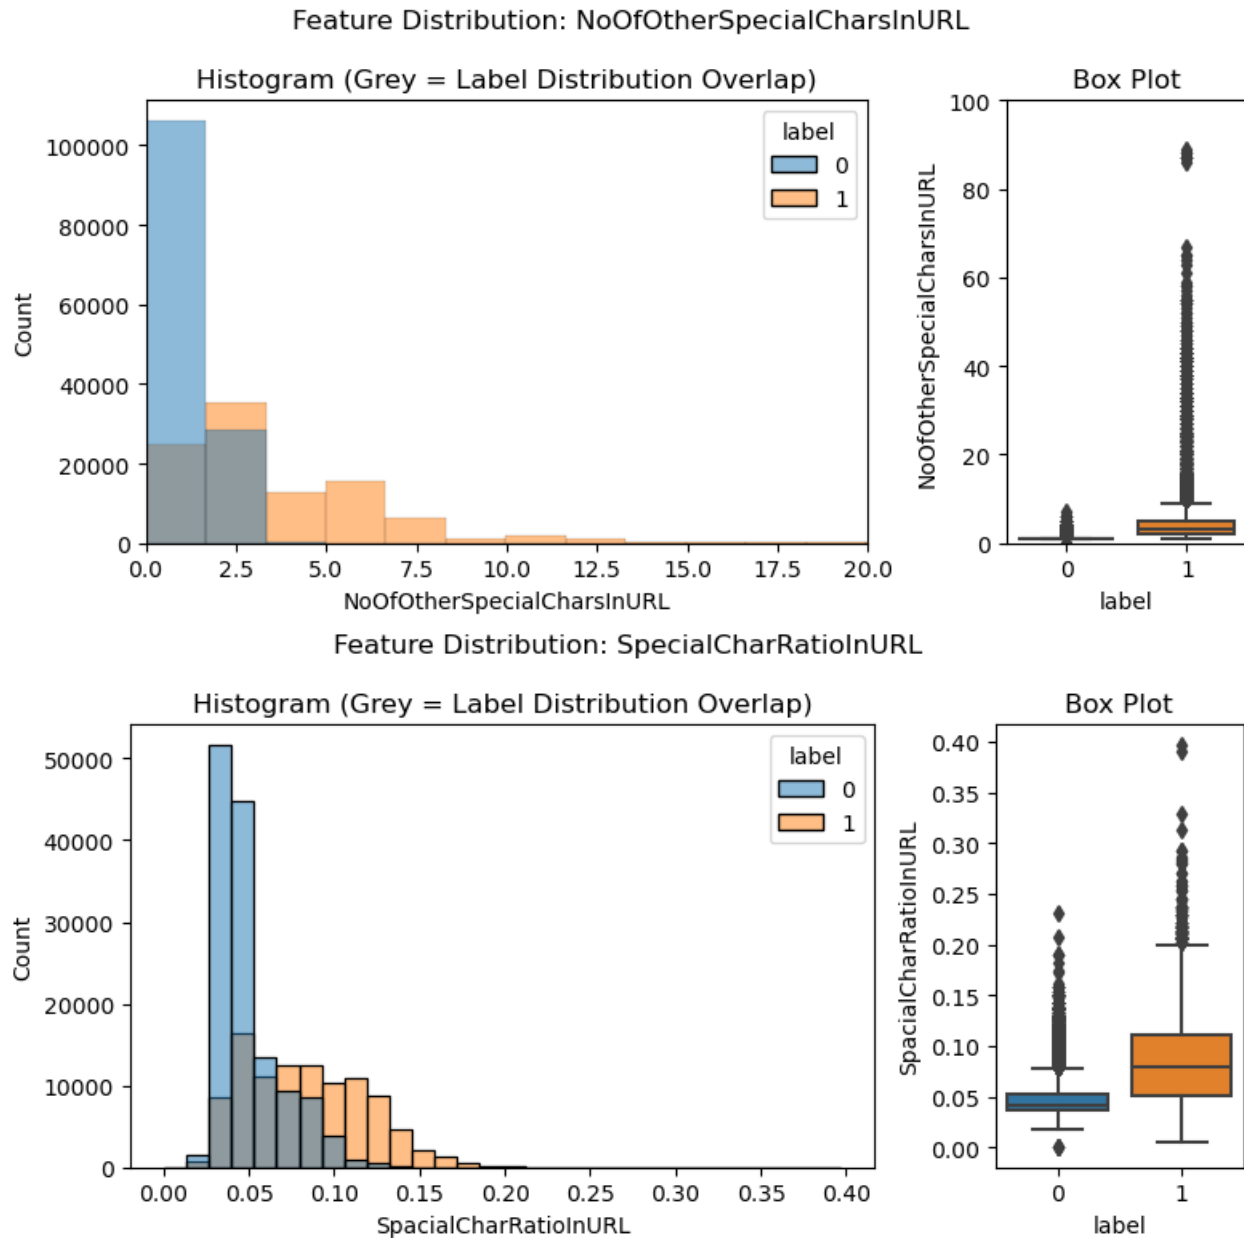 Feature Distribution: NoOfOtherSpecialCharsInURL
Histogram (Grey = Label Distribution Overlap)
label
0
1
100000
80000
60000
40000
20000
0
Count
0.0 2.5 5.0 7.5 10.0 12.5 15.0 17.5 20.0
NoOfOtherSpecialCharsInURL
Box Plot
100
80
60
40
20
0
NoOfOtherSpecialCharsInURL
0 1
label
Feature Distribution: SpecialCharRatioInURL
Histogram (Grey = Label Distribution Overlap)
label
0
1
50000
40000
30000
20000
10000
0
Count
0.00 0.05 0.10 0.15 0.20 0.25 0.30 0.35 0.40
SpacialCharRatioInURL
Box Plot
0.40
0.35
0.30
0.25
0.20
0.15
0.10
0.05
0.00
SpacialCharRatioInURL
0 1
label